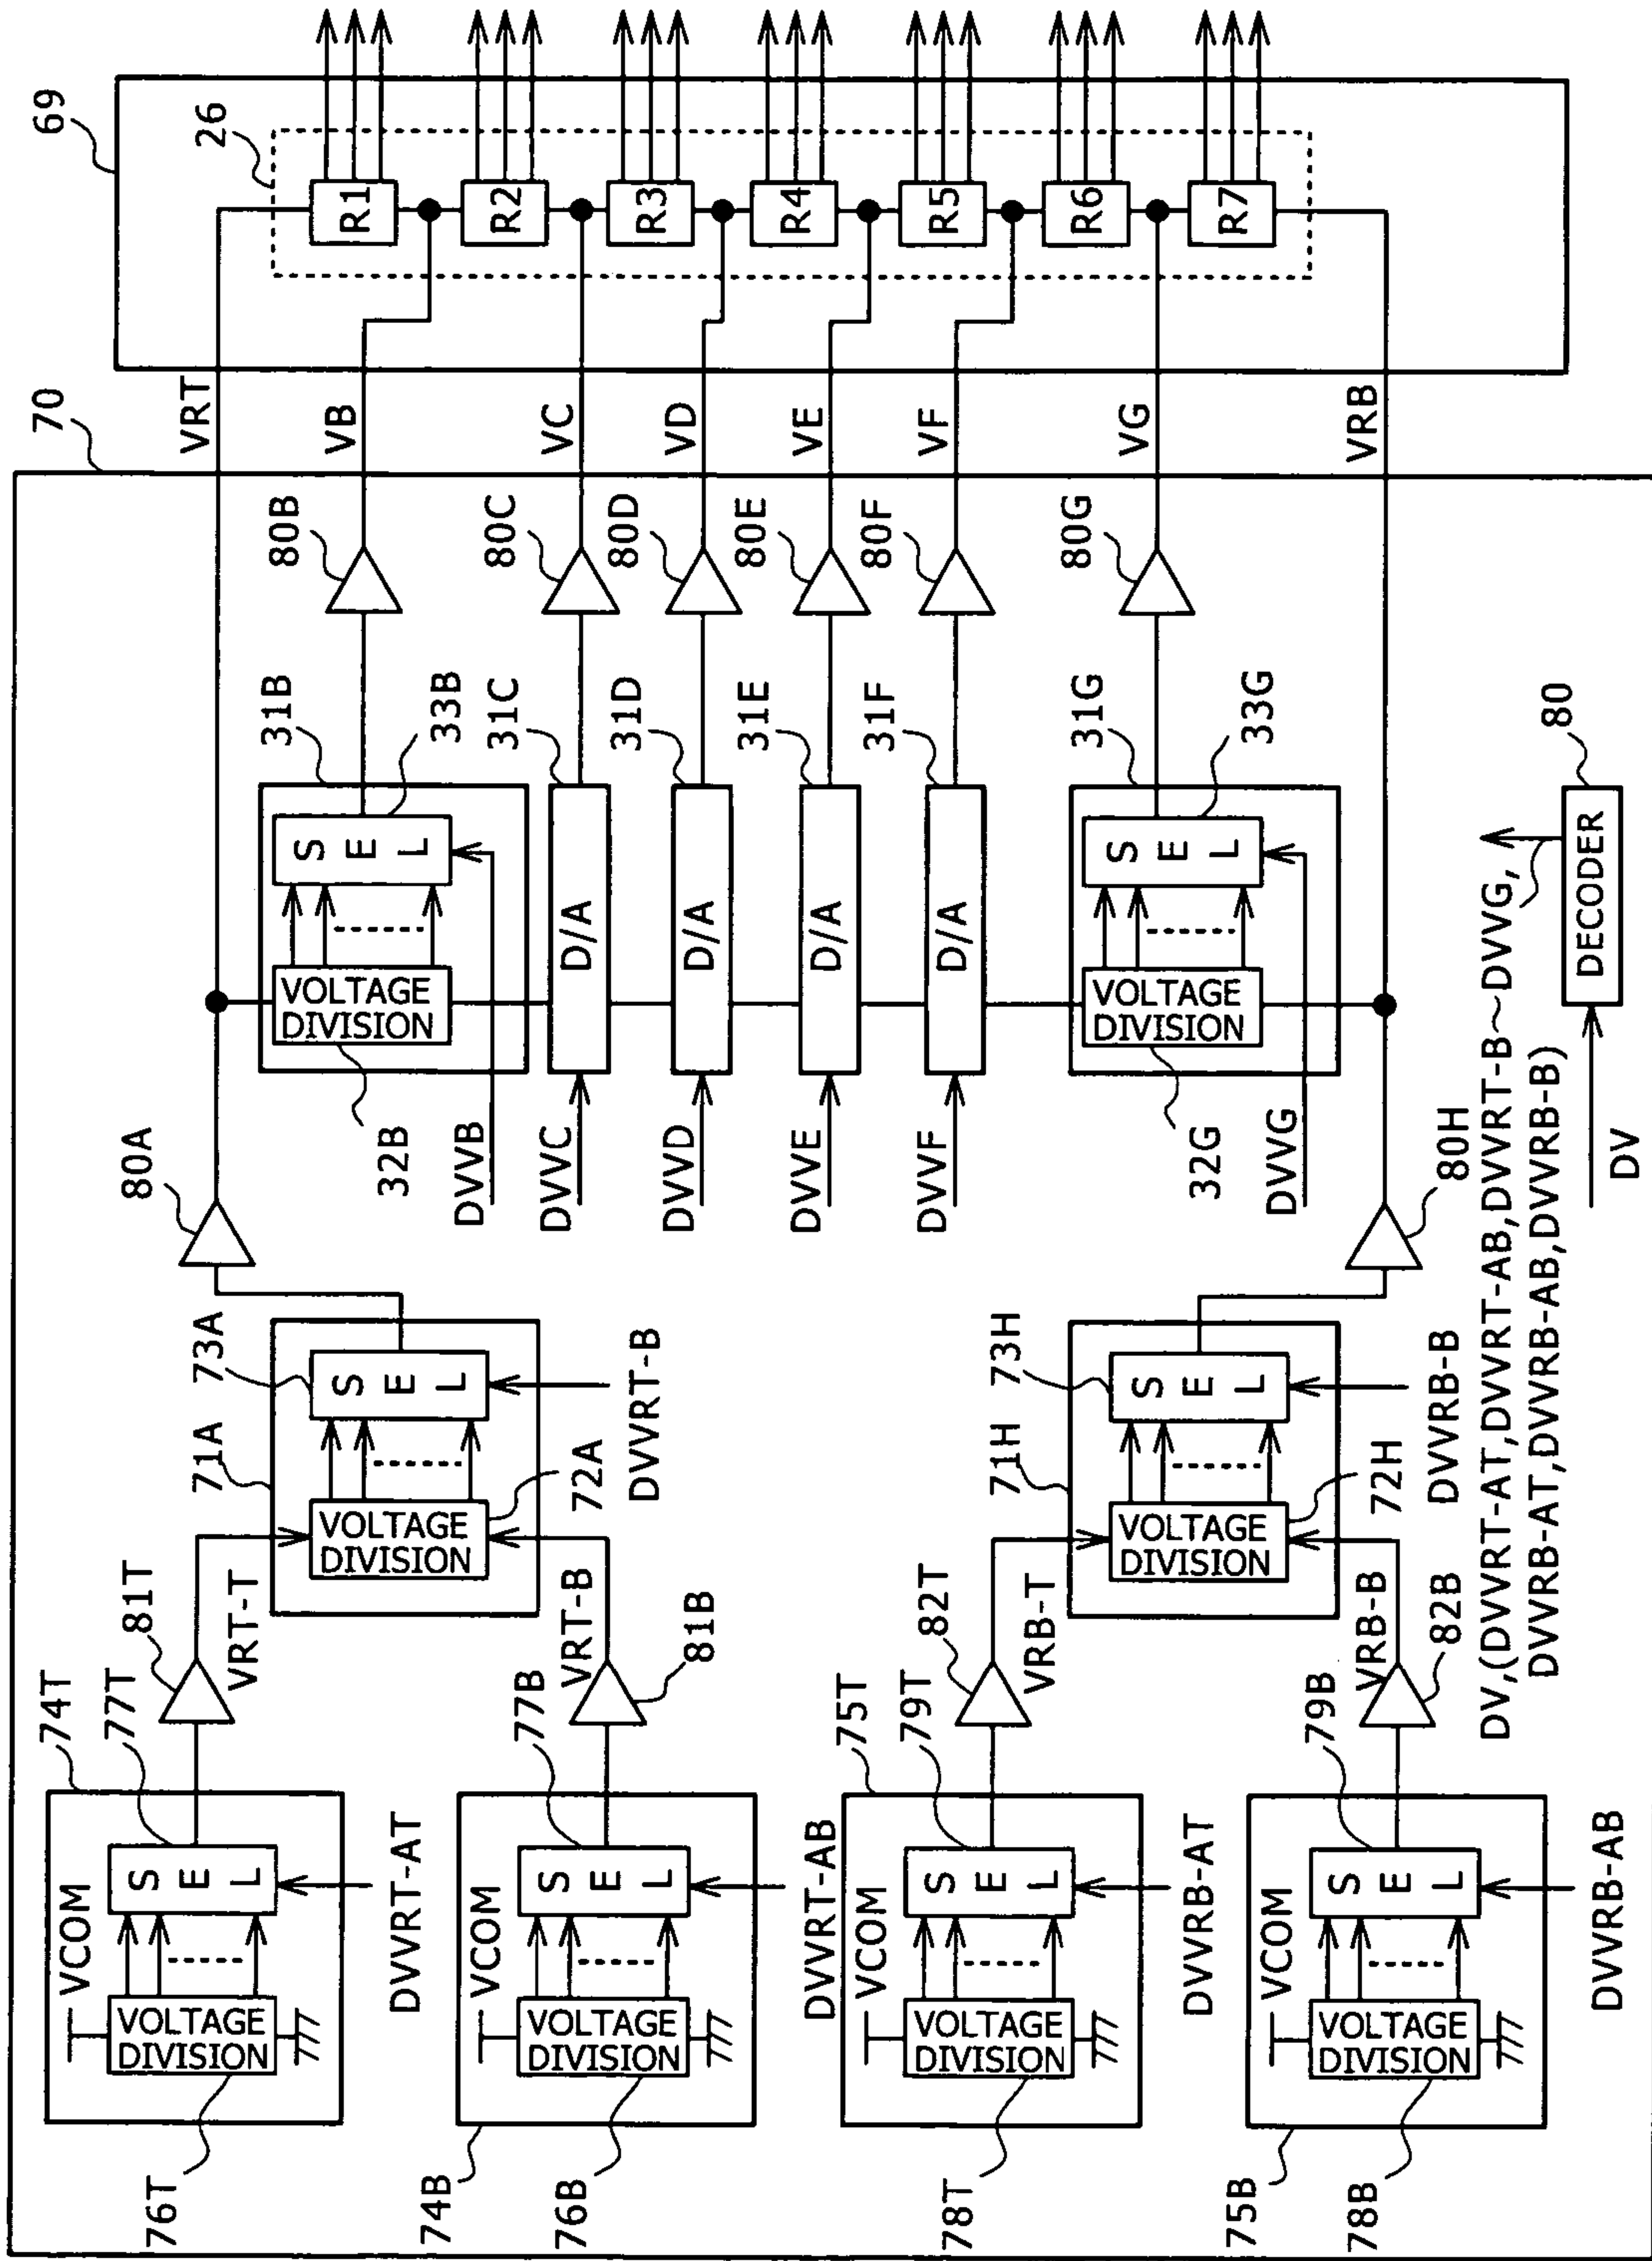 69
26
R1
R2
R3
R4
R5
R6
R7
70
VRT
VB
VC
VD
VE
VF
VG
VRB
80B
80C
80D
80E
80F
80G
31B
33B
31C
31D
31E
31F
31G
33G
80
SEL
D/A
D/A
D/A
D/A
SEL
DECODER
VOLTAGE
DIVISION
VOLTAGE
DIVISION
80A
32B
DVVB
DVVC
DVVD
DVVE
DVVF
32G
DVVG
80H
DV
DV,(DVVRT-AT,DVVRT-AB,DVVRT-B~DVVG,
DVVRB-AT,DVVRB-AB,DVVRB-B)
73A
71A
SEL
DVVRT-B
72A
VOLTAGE
DIVISION
73H
71H
SEL
DVVRB-B
72H
VOLTAGE
DIVISION
81T
VRT-T
VRT-B
81B
82T
VRB-T
VRB-B
82B
74T
77T
VCOM
SEL
DVVRT-AT
VOLTAGE
DIVISION
76T
77B
VCOM
SEL
DVVRT-AB
VOLTAGE
DIVISION
74B
76B
75T
79T
VCOM
SEL
DVVRB-AT
VOLTAGE
DIVISION
78T
79B
VCOM
SEL
DVVRB-AB
VOLTAGE
DIVISION
75B
78B